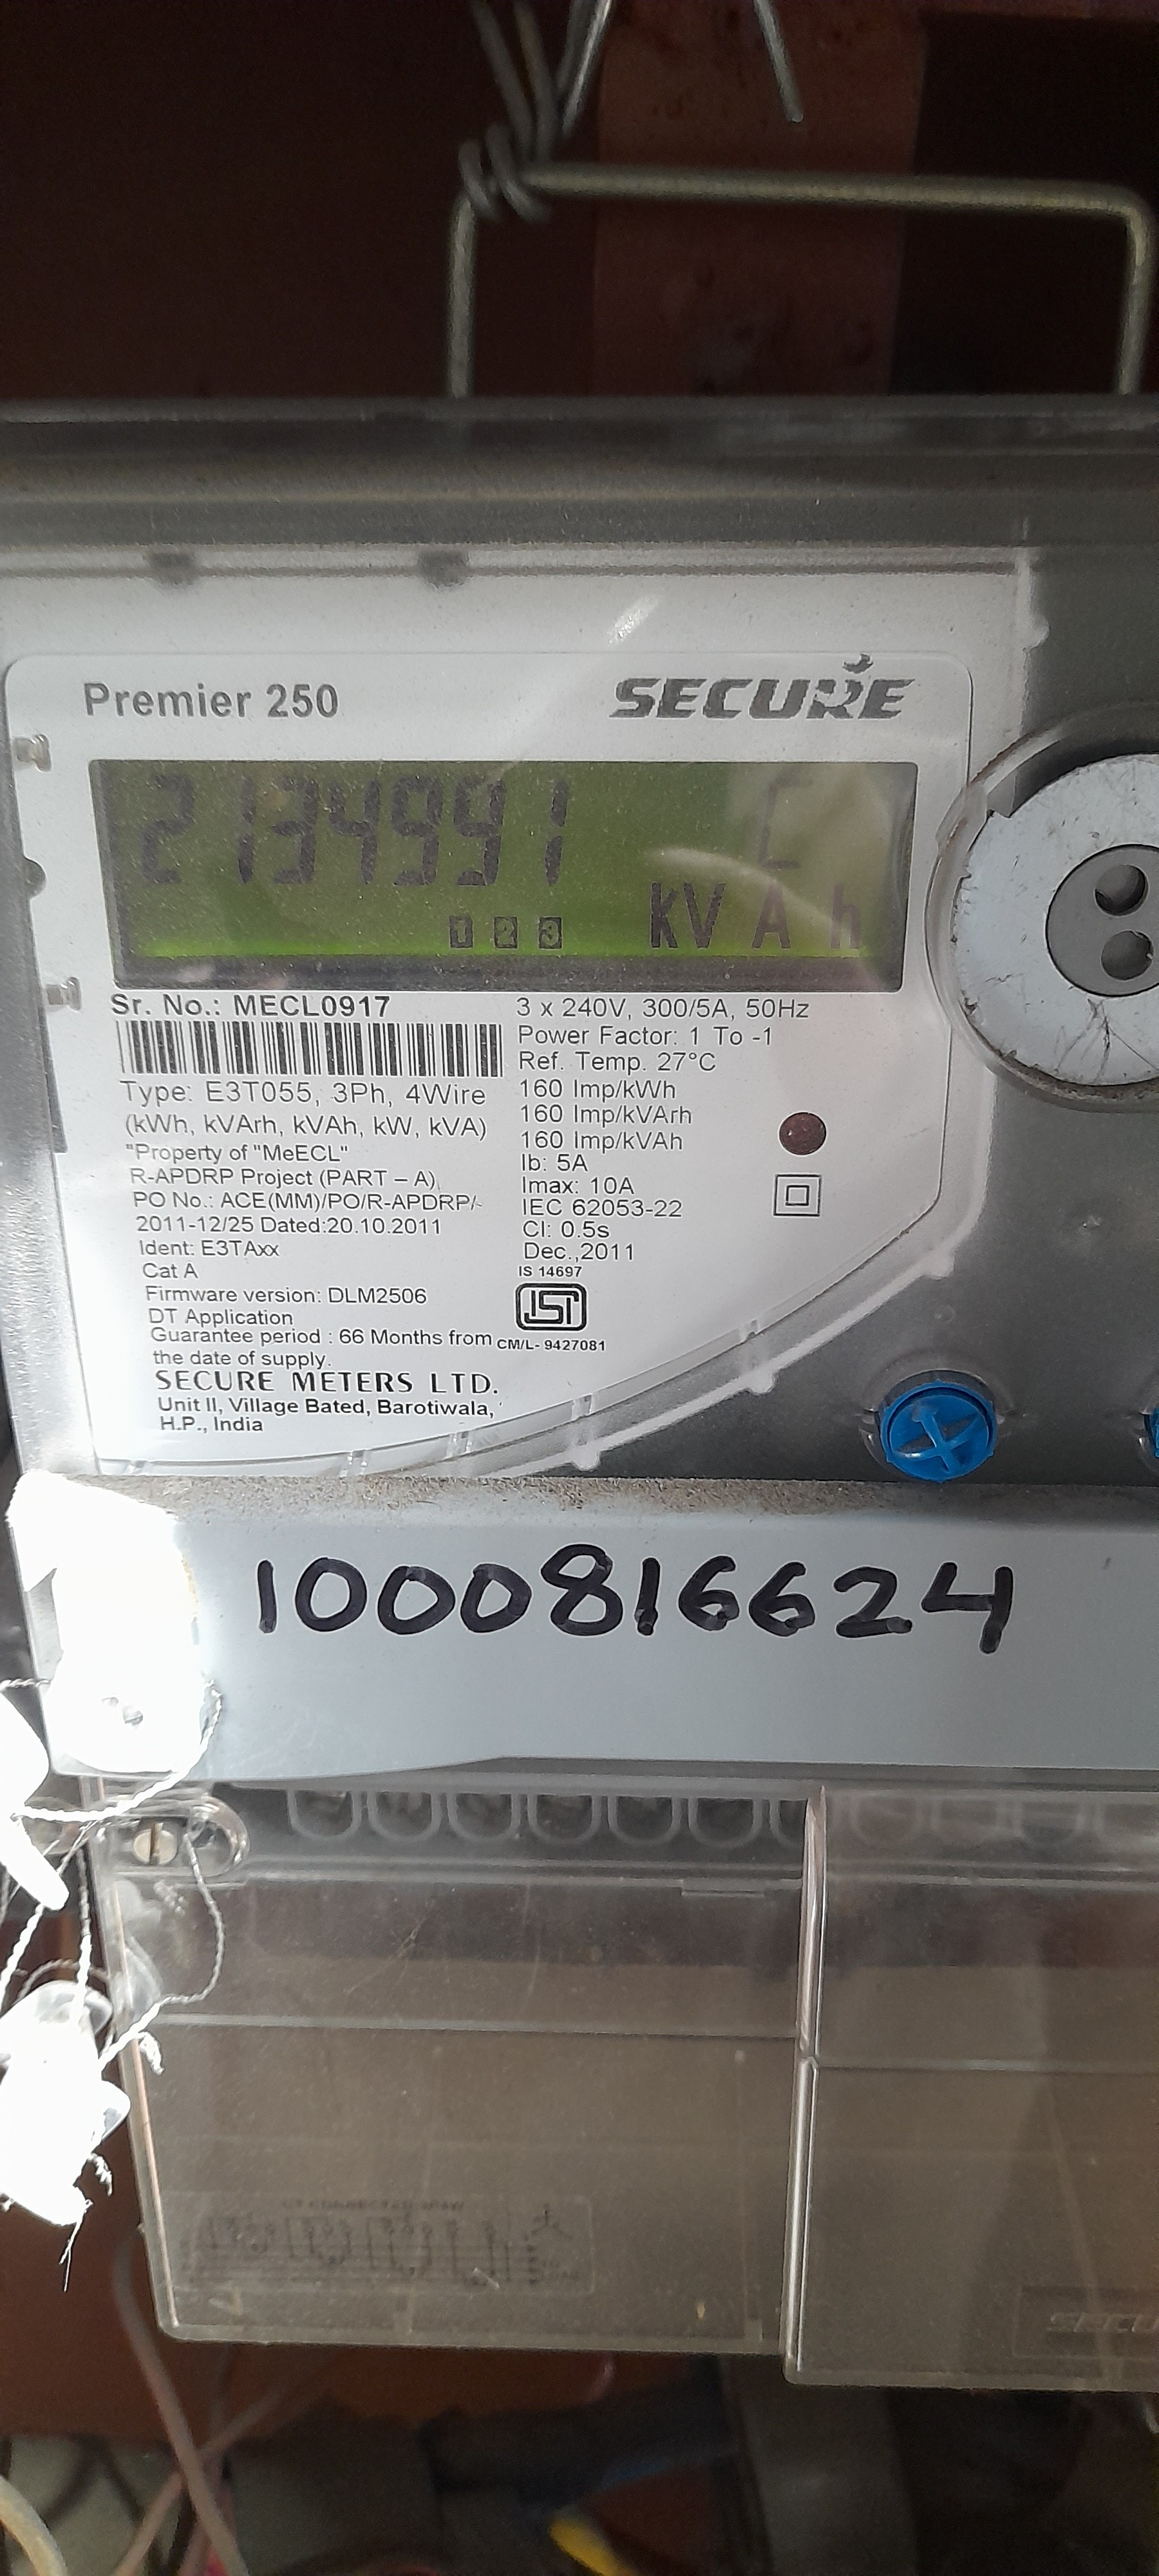 Premier 250
SECURE
2134991 C
1 2 3 kVAh
Sr. No.: MECL0917
Type: E3T055, 3Ph, 4Wire
(kWh, kVArh, kVAh, kW, kVA)
"Property of "MeECL"
R-APDRP Project (PART – A)
PO No.: ACE(MM)/PO/R-APDRP/-
2011-12/25 Dated:20.10.2011
Ident: E3TAxx
Cat A
Firmware version: DLM2506
DT Application
Guarantee period : 66 Months from
the date of supply.
SECURE METERS LTD.
Unit II, Village Bated, Barotiwala,
H.P., India
3 x 240V, 300/5A, 50Hz
Power Factor: 1 To -1
Ref. Temp. 27°C
160 Imp/kWh
160 Imp/kVArh
160 Imp/kVAh
Ib: 5A
Imax: 10A
IEC 62053-22
Cl: 0.5s
Dec.,2011
IS 14697
CM/L- 9427081
1000816624